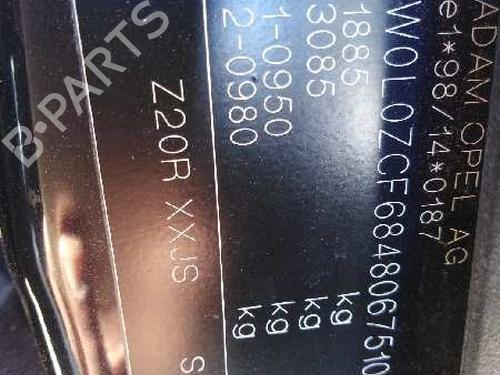 ADAM OPEL AG
e1*98/14*0187
W0L0ZCF6848067510
1885 kg
3085 kg
1-0950 kg
2-0980 kg
Z20R XXJS S
B-PARTS